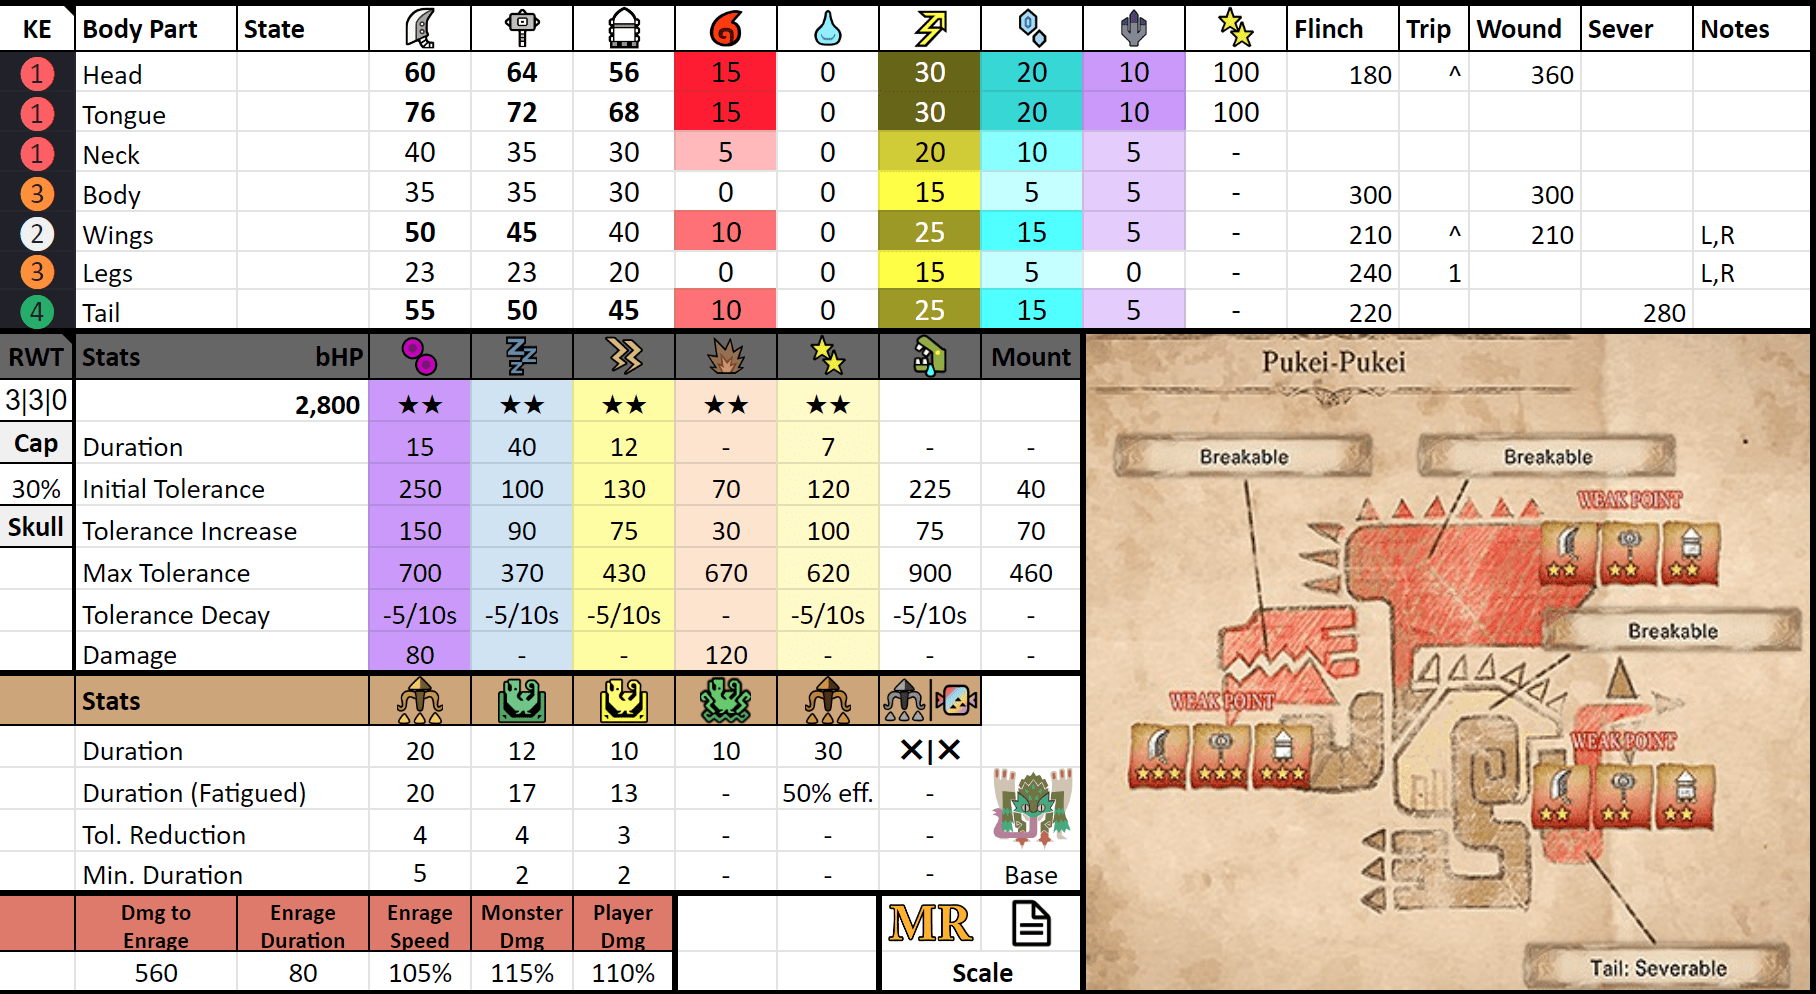 KE Body Part State Flinch Trip Wound Sever Notes
1 Head 60 64 56 15 0 30 20 10 100 180 ^ 360
1 Tongue 76 72 68 15 0 30 20 10 100
1 Neck 40 35 30 5 0 20 10 5 -
3 Body 35 35 30 0 0 15 5 5 - 300 300
2 Wings 50 45 40 10 0 25 15 5 - 210 ^ 210 L,R
3 Legs 23 23 20 0 0 15 5 0 - 240 1 L,R
4 Tail 55 50 45 10 0 25 15 5 - 220 280
RWT Stats bHP Mount
3|3|0 2,800 ★★ ★★ ★★ ★★ ★★
Cap Duration 15 40 12 - 7 - -
30% Initial Tolerance 250 100 130 70 120 225 40
Skull Tolerance Increase 150 90 75 30 100 75 70
Max Tolerance 700 370 430 670 620 900 460
Tolerance Decay -5/10s -5/10s -5/10s - -5/10s -5/10s -
Damage 80 - - 120 - - -
Stats
Duration 20 12 10 10 30 ✕|✕
Duration (Fatigued) 20 17 13 - 50% eff. -
Tol. Reduction 4 4 3 - - -
Min. Duration 5 2 2 - - - Base
Dmg to Enrage Enrage Duration Enrage Speed Monster Dmg Player Dmg MR
560 80 105% 115% 110% Scale
Pukei-Pukei
Breakable Breakable
WEAK POINT
Breakable
WEAK POINT
WEAK POINT
Tail: Severable